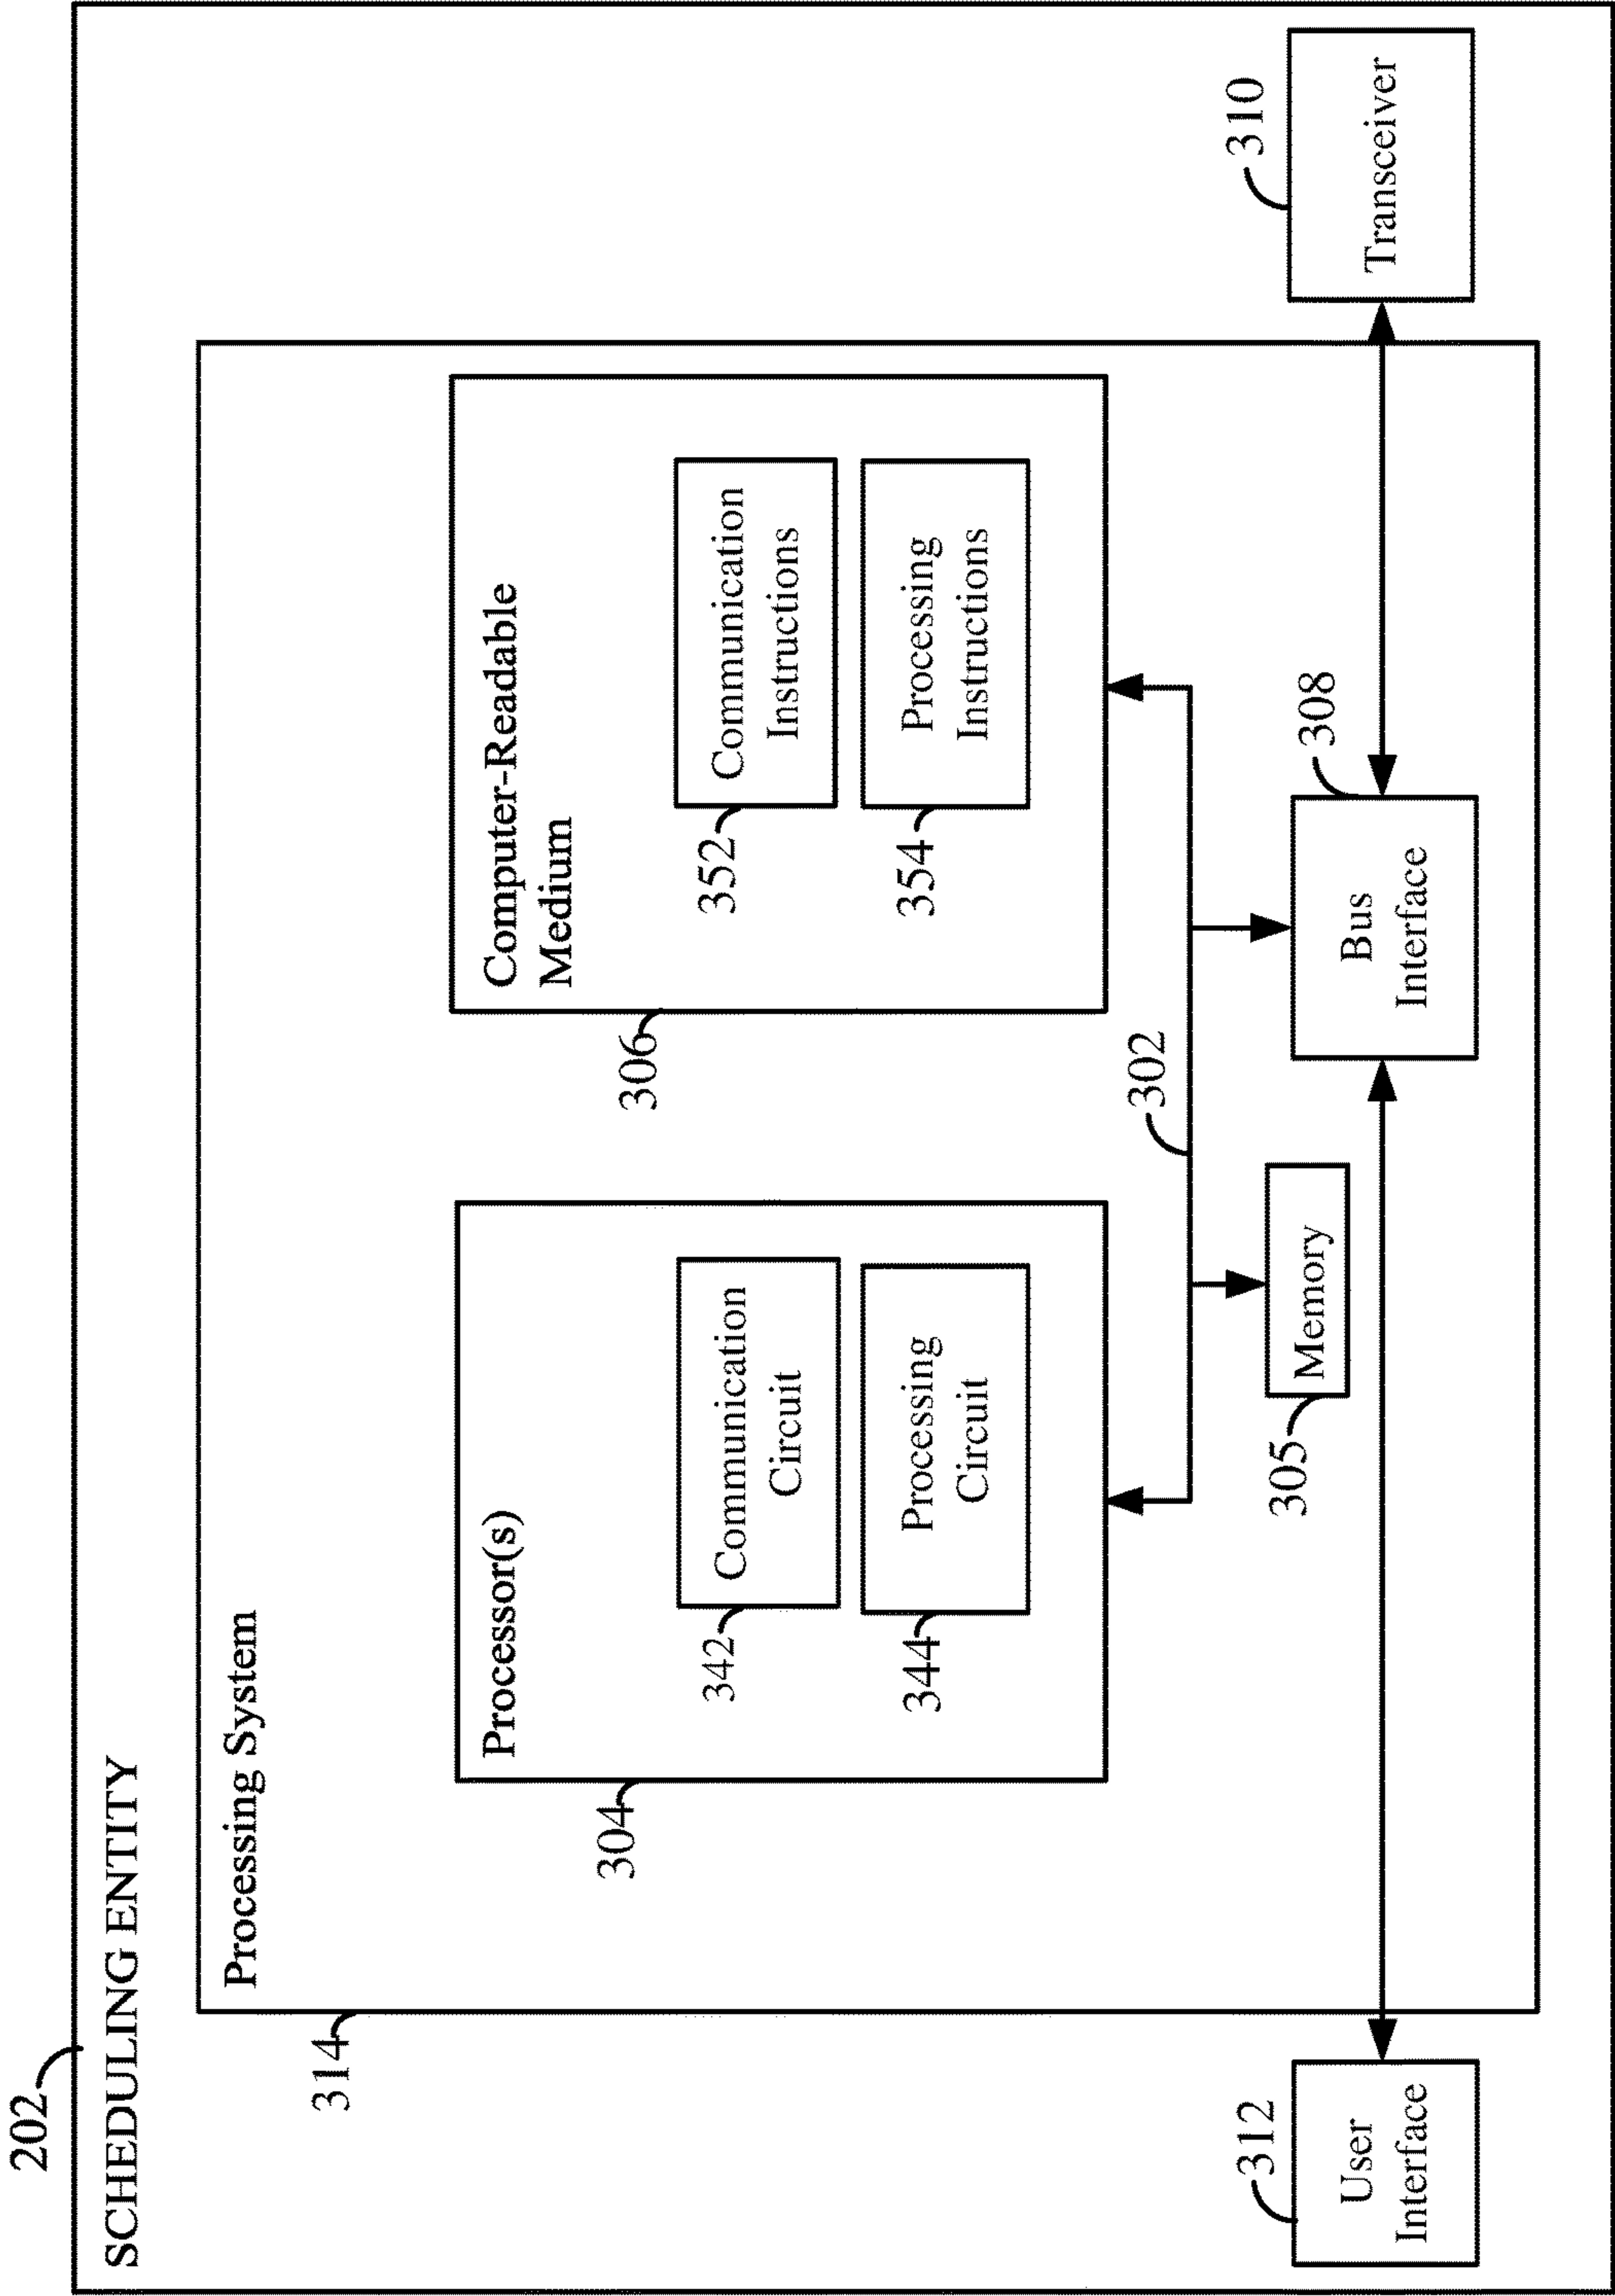 202
SCHEDULING ENTITY
314
Processing System
304
Processor(s)
342
Communication
Circuit
344
Processing
Circuit
306
Computer-Readable
Medium
352
Communication
Instructions
354
Processing
Instructions
302
305
Memory
308
Bus
Interface
312
User
Interface
310
Transceiver